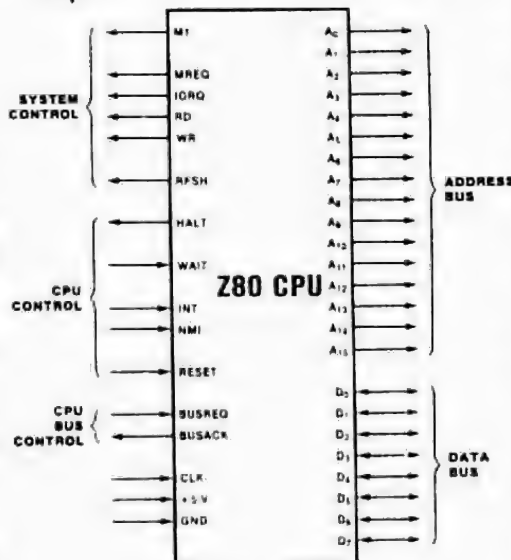 M1
MREQ
IORQ
RD
WR
RFSH
SYSTEM
CONTROL
HALT
WAIT
INT
NMI
RESET
CPU
CONTROL
BUSREQ
BUSACK
CPU
BUS
CONTROL
CLK
+5 V
GND
Z80 CPU
A0
A1
A2
A3
A4
A5
A6
A7
A8
A9
A10
A11
A12
A13
A14
A15
ADDRESS
BUS
D0
D1
D2
D3
D4
D5
D6
D7
DATA
BUS